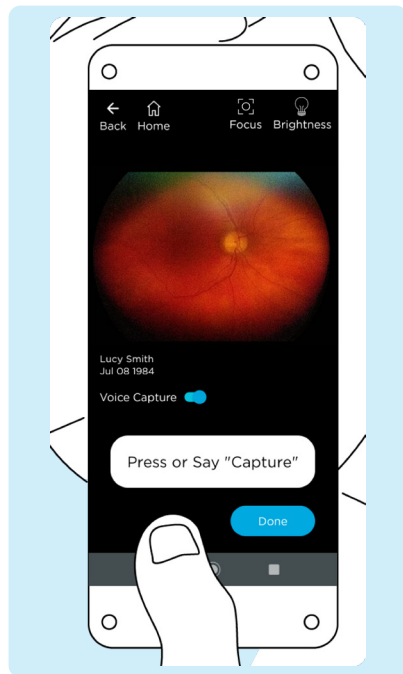 Back Home Focus Brightness
Lucy Smith
Jul 08 1984
Voice Capture
Press or Say "Capture"
Done